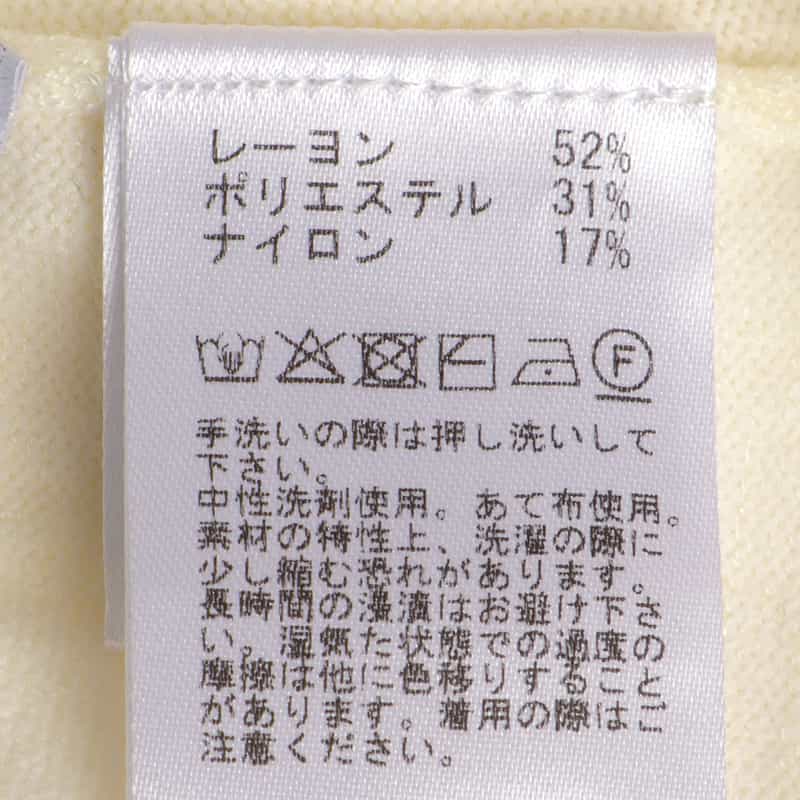 レーヨン 52%
ポリエステル 31%
ナイロン 17%
F
手洗いの際は押し洗いして
下さい。
中性洗剤使用。あて布使用。
素材の特性上、洗濯の際に
少し縮む恐れがあります。
長時間の浸漬はお避け下さ
い。湿気た状態での過度の
摩擦は他に色移りすること
があります。着用の際はご
注意ください。